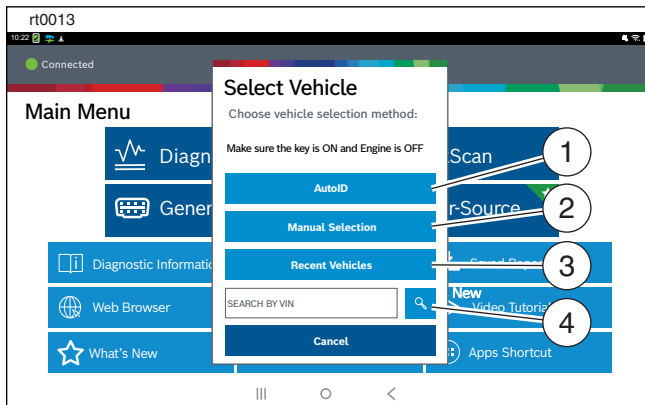 rt0013
10:22
Connected
Select Vehicle
Choose vehicle selection method:
Main Menu
Make sure the key is ON and Engine is OFF
Diagn
Scan
1
AutoID
Gener
r-Source
2
Manual Selection
Diagnostic Informatio
Recent Vehicles
3
Web Browser
SEARCH BY VIN
New
Video Tutoria
4
What's New
Cancel
Apps Shortcut